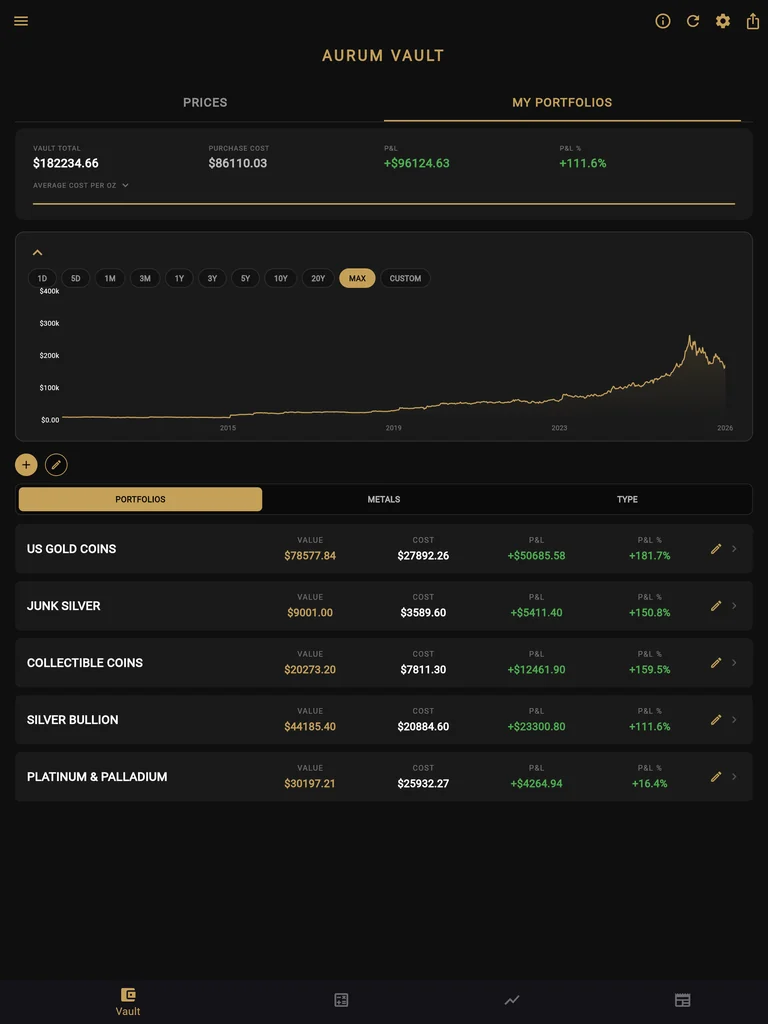 AURUM VAULT
PRICES
MY PORTFOLIOS
VAULT TOTAL PURCHASE COST P&L P&L %
$182234.66 $86110.03 +$96124.63 +111.6%
AVERAGE COST PER OZ
1D 5D 1M 3M 1Y 3Y 5Y 10Y 20Y MAX CUSTOM
$400k
$300k
$200k
$100k
$0.00
2015 2019 2023 2026
PORTFOLIOS METALS TYPE
VALUE COST P&L P&L %
US GOLD COINS $78577.84 $27892.26 +$50685.58 +181.7%
VALUE COST P&L P&L %
JUNK SILVER $9001.00 $3589.60 +$5411.40 +150.8%
VALUE COST P&L P&L %
COLLECTIBLE COINS $20273.20 $7811.30 +$12461.90 +159.5%
VALUE COST P&L P&L %
SILVER BULLION $44185.40 $20884.60 +$23300.80 +111.6%
VALUE COST P&L P&L %
PLATINUM & PALLADIUM $30197.21 $25932.27 +$4264.94 +16.4%
Vault